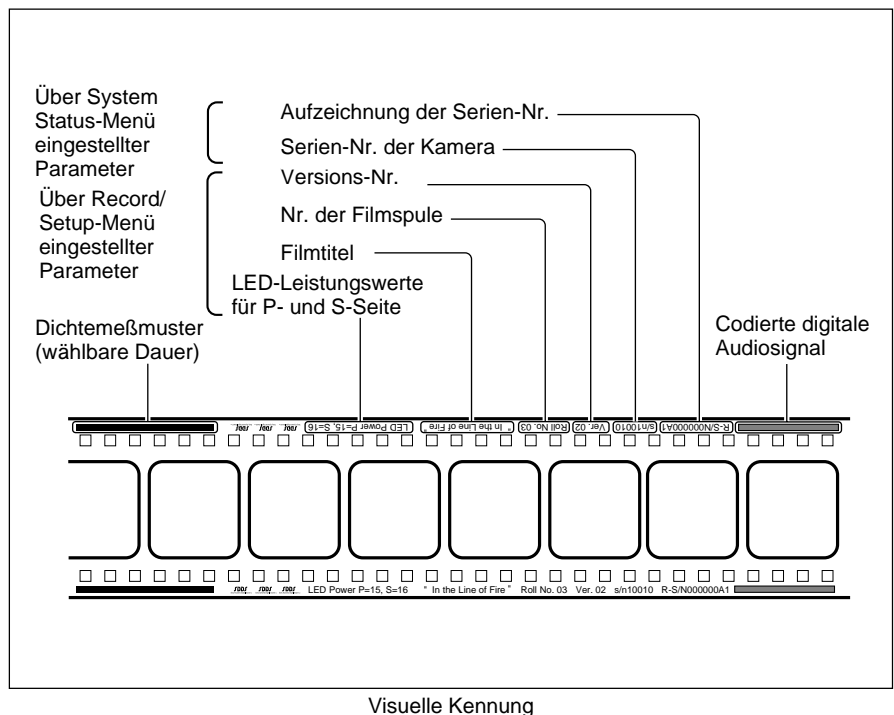 Über System
Status-Menü
eingestellter
Parameter
Aufzeichnung der Serien-Nr.
Serien-Nr. der Kamera
Über Record/
Setup-Menü
eingestellter
Parameter
Versions-Nr.
Nr. der Filmspule
Filmtitel
LED-Leistungswerte
für P- und S-Seite
Dichtemeßmuster
(wählbare Dauer)
Codierte digitale
Audiosignal
LED Power P=15, S=16 " In the Line of Fire " Roll No. 03 Ver. 02 s/n10010 R-S/N000000A1
LED Power P=15, S=16 " In the Line of Fire " Roll No. 03 Ver. 02 s/n10010 R-S/N000000A1
Visuelle Kennung